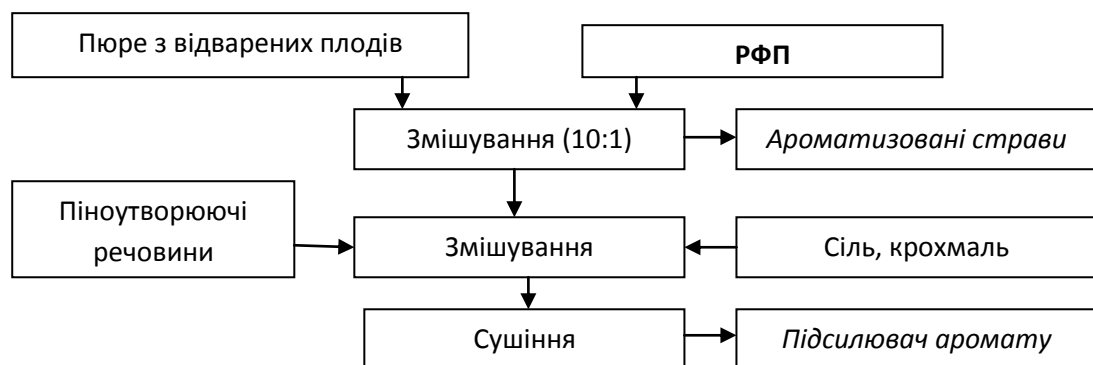 Пюре з відварених плодів
РФП
Змішування (10:1)
Ароматизовані страви
Піноутворюючі
речовини
Змішування
Сіль, крохмаль
Сушіння
Підсилювач аромату